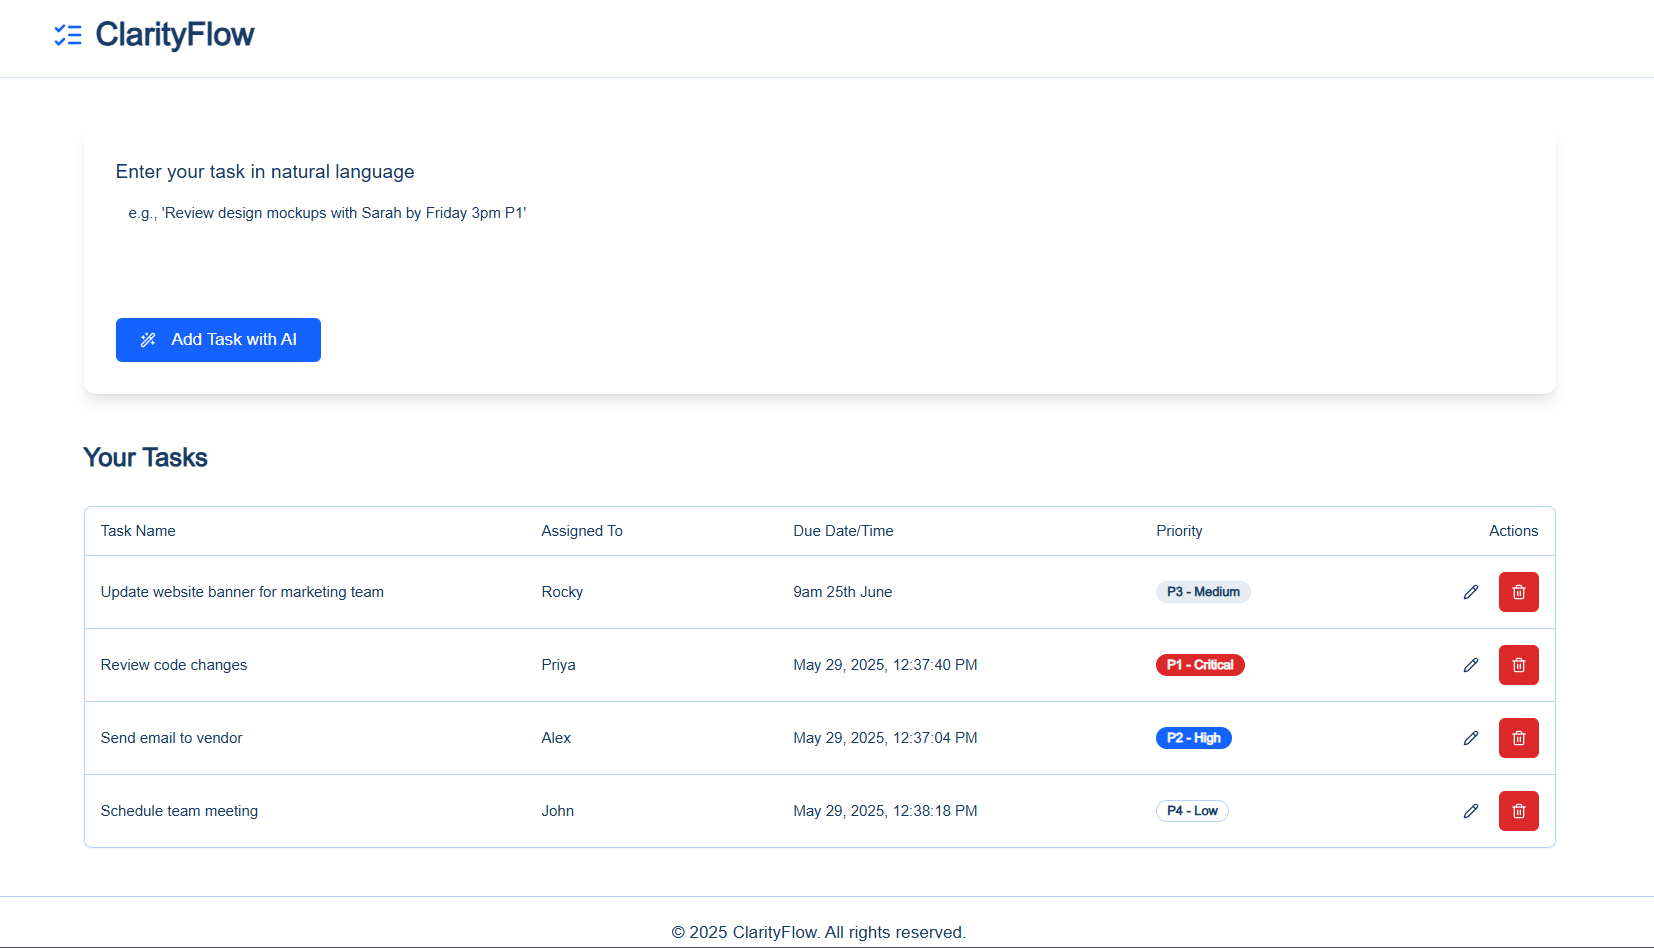 ClarityFlow
Enter your task in natural language
e.g., 'Review design mockups with Sarah by Friday 3pm P1'
Add Task with AI
Your Tasks
Task Name Assigned To Due Date/Time Priority Actions
Update website banner for marketing team Rocky 9am 25th June P3 - Medium
Review code changes Priya May 29, 2025, 12:37:40 PM P1 - Critical
Send email to vendor Alex May 29, 2025, 12:37:04 PM P2 - High
Schedule team meeting John May 29, 2025, 12:38:18 PM P4 - Low
© 2025 ClarityFlow. All rights reserved.